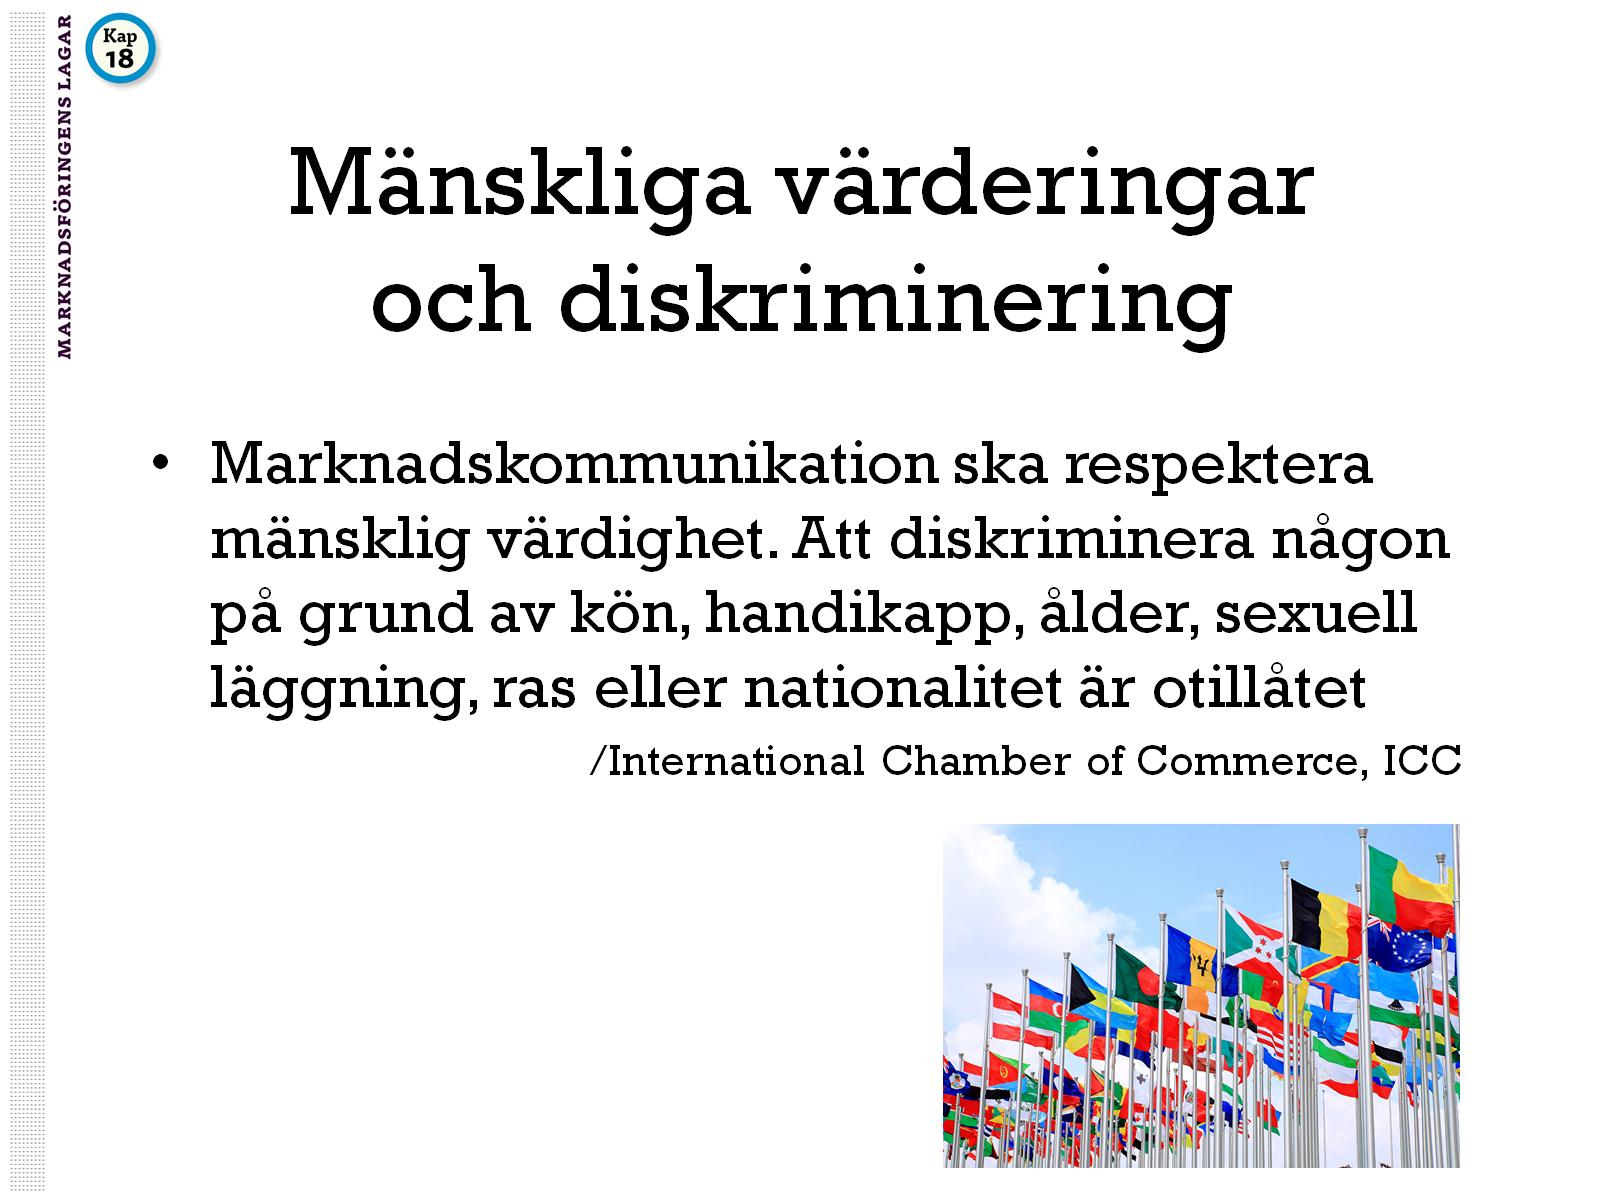 MARKNADSFÖRINGENS LAGAR
Kap
18
Mänskliga värderingar
och diskriminering
• Marknadskommunikation ska respektera
mänsklig värdighet. Att diskriminera någon
på grund av kön, handikapp, ålder, sexuell
läggning, ras eller nationalitet är otillåtet
/International Chamber of Commerce, ICC